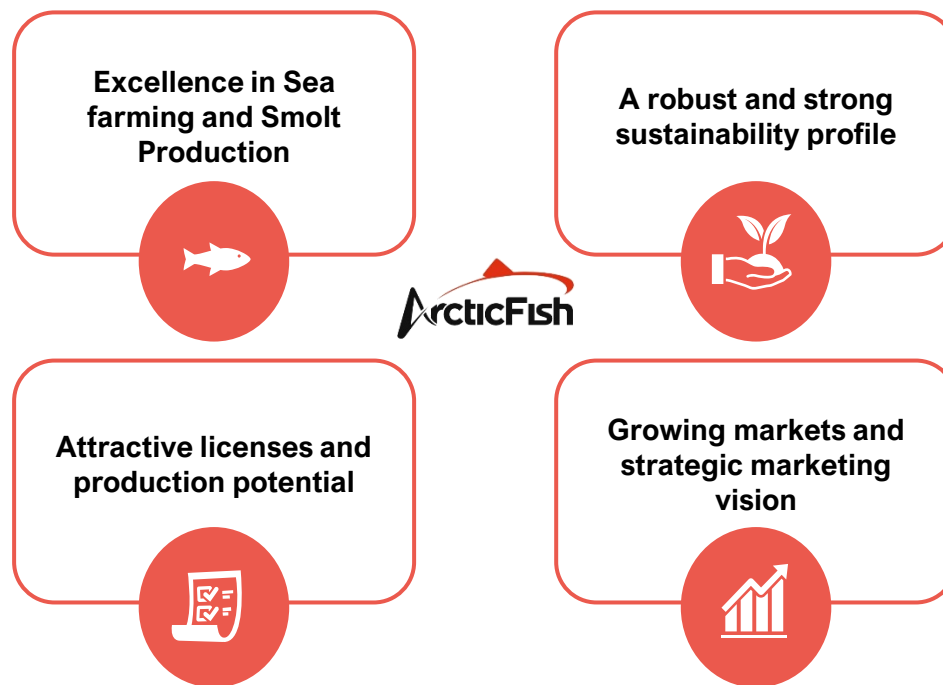 Excellence in Sea
farming and Smolt
Production
A robust and strong
sustainability profile
ArcticFish
Attractive licenses and
production potential
Growing markets and
strategic marketing
vision